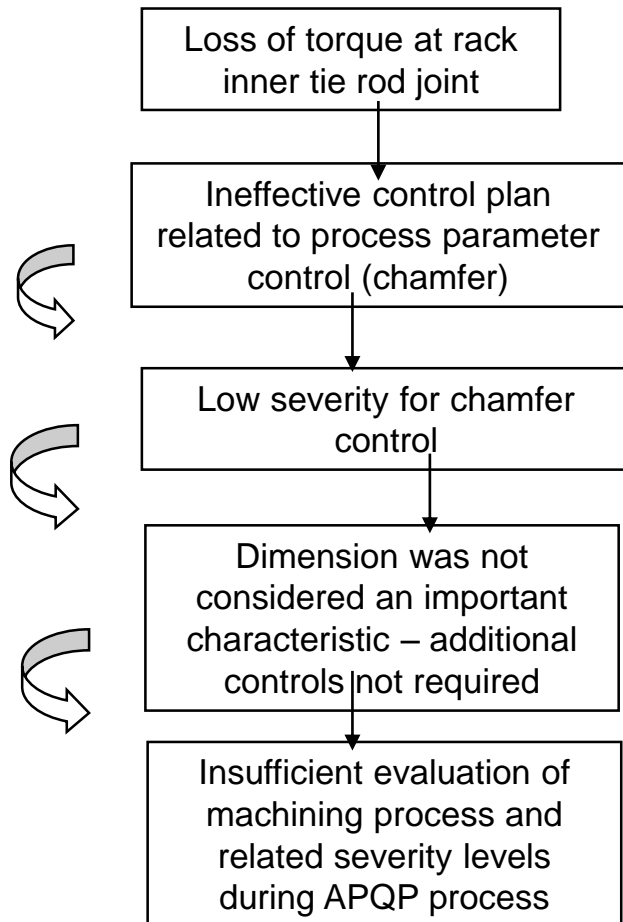 Loss of torque at rack
inner tie rod joint
Ineffective control plan
related to process parameter
control (chamfer)
Low severity for chamfer
control
Dimension was not
considered an important
characteristic – additional
controls not required
Insufficient evaluation of
machining process and
related severity levels
during APQP process